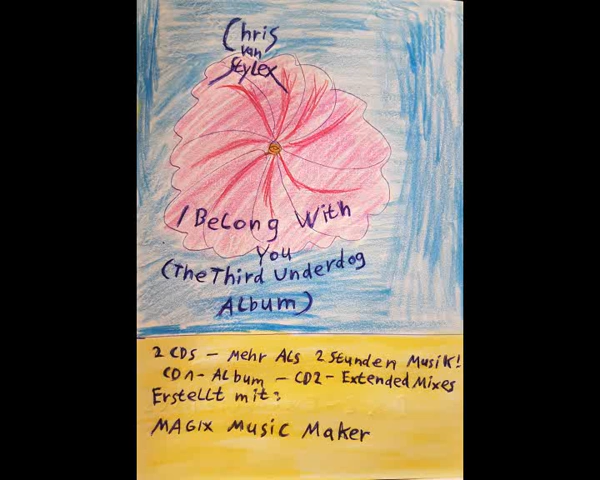 Chris
van
Stylex
I Belong With
You
(The Third Underdog
Album)
2 CDs – Mehr Als 2 Stunden Musik!
CD1 - Album – CD2 – Extended Mixes
Erstellt mit:
MAGIX Music Maker